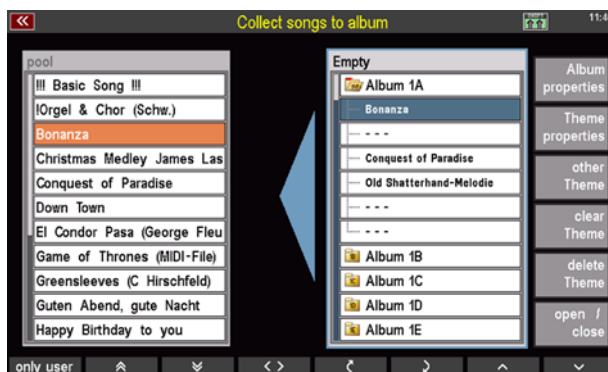 Collect songs to album
11:4
pool
!!! Basic Song !!!
!Orgel & Chor (Schw.)
Bonanza
Christmas Medley James Las
Conquest of Paradise
Down Town
El Condor Pasa (George Fleu
Game of Thrones (MIDI-File)
Greensleeves (C Hirschfeld)
Guten Abend, gute Nacht
Happy Birthday to you
Empty
Album 1A
Bonanza
- - -
Conquest of Paradise
Old Shatterhand-Melodie
- - -
- - -
Album 1B
Album 1C
Album 1D
Album 1E
Album
properties
Theme
properties
other
Theme
clear
Theme
delete
Theme
open /
close
only user